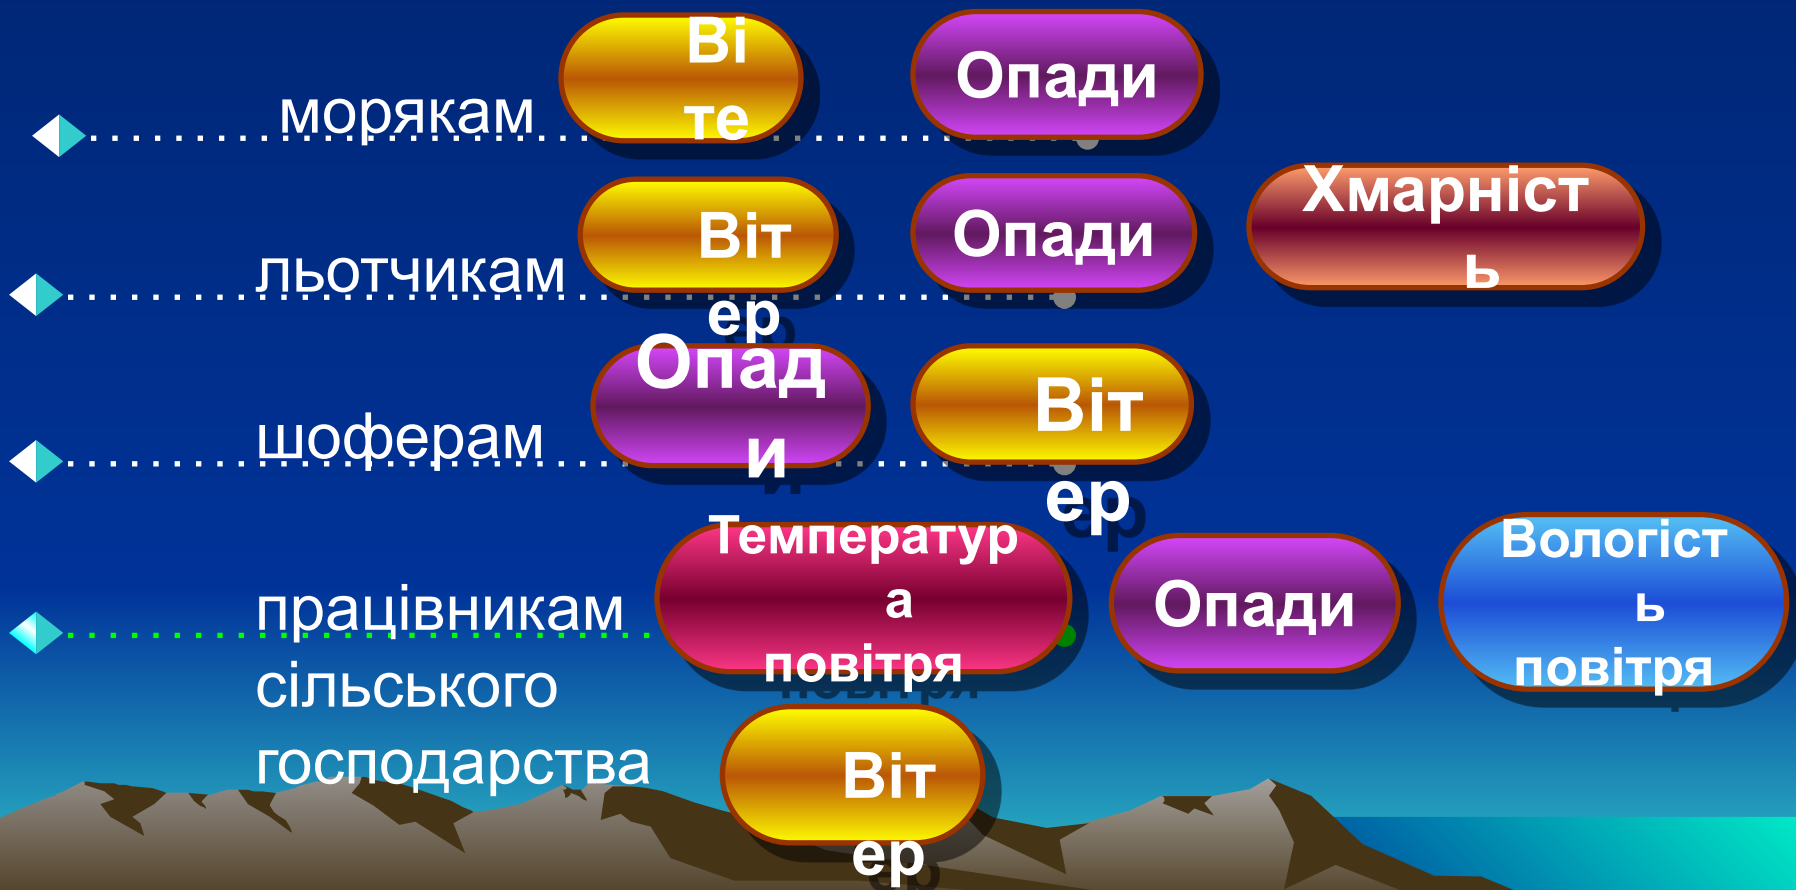 морякам
Ві
те
Опади
льотчикам
Віт
ер
Опади
Хмарніст
ь
шоферам
Опад
и
Віт
ер
працівникам
сільського
господарства
Температур
а
повітря
Опади
Вологіст
ь
повітря
Віт
ер